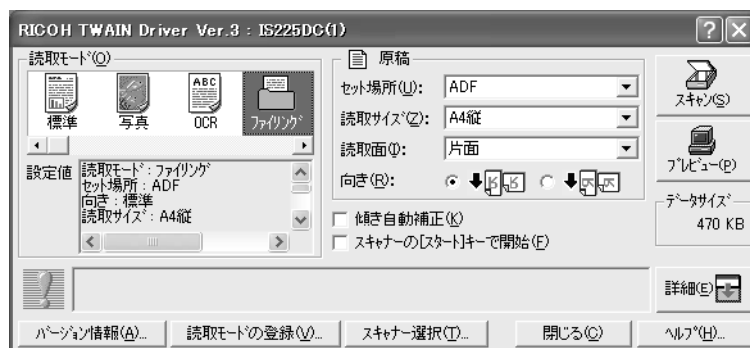 RICOH TWAIN Driver Ver.3 : IS225DC(1)
読取ﾓｰﾄﾞ(O)
標準
写真
ABC
OCR
ﾌｧｲﾘﾝｸﾞ
設定値
読取ﾓｰﾄﾞ : ﾌｧｲﾘﾝｸﾞ
ｾｯﾄ場所 : ADF
向き : 標準
読取ｻｲｽﾞ : A4縦
原稿
ｾｯﾄ場所(U): ADF
読取ｻｲｽﾞ(Z): A4縦
読取面(I): 片面
向き(R):
傾き自動補正(K)
ｽｷｬﾅｰの[ｽﾀｰﾄ]ｷｰで開始(F)
ｽｷｬﾝ(S)
ﾌﾟﾚﾋﾞｭｰ(P)
ﾃﾞｰﾀｻｲｽﾞ
470 KB
詳細(E)
ﾊﾞｰｼﾞｮﾝ情報(A)...
読取ﾓｰﾄﾞの登録(V)...
ｽｷｬﾅｰ選択(T)...
閉じる(C)
ﾍﾙﾌﾟ(H)...